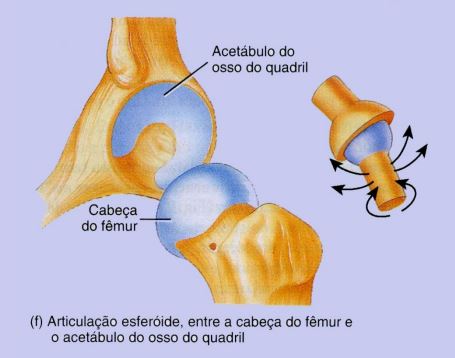 Acetábulo do
osso do quadril
Cabeça
do fêmur
(f) Articulação esferóide, entre a cabeça do fêmur e
o acetábulo do osso do quadril